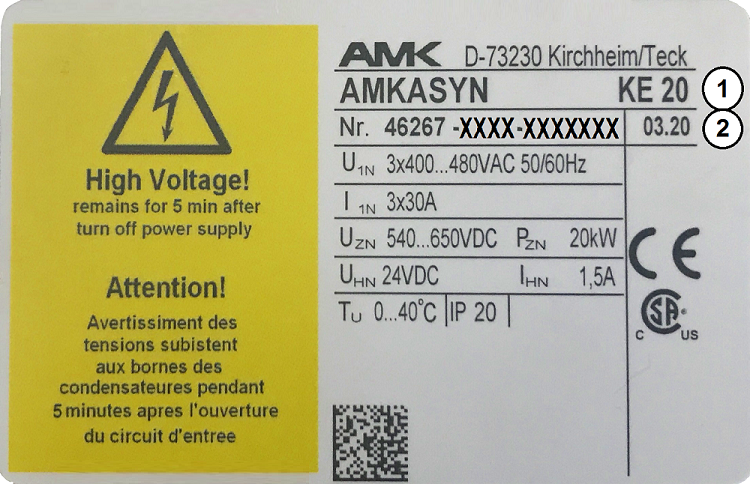 High Voltage!
remains for 5 min after
turn off power supply
Attention!
Avertissiment des
tensions subistent
aux bornes des
condensateures pendant
5 minutes apres l'ouverture
du circuit d'entree
AMK D-73230 Kirchheim/Teck
AMKASYN KE 20 1
Nr. 46267 -XXXX-XXXXXXX 03.20 2
U1N 3x400...480VAC 50/60Hz
I 1N 3x30A
UZN 540...650VDC PZN 20kW
UHN 24VDC IHN 1,5A
TU 0...40°C IP 20
CE
C SA ® US